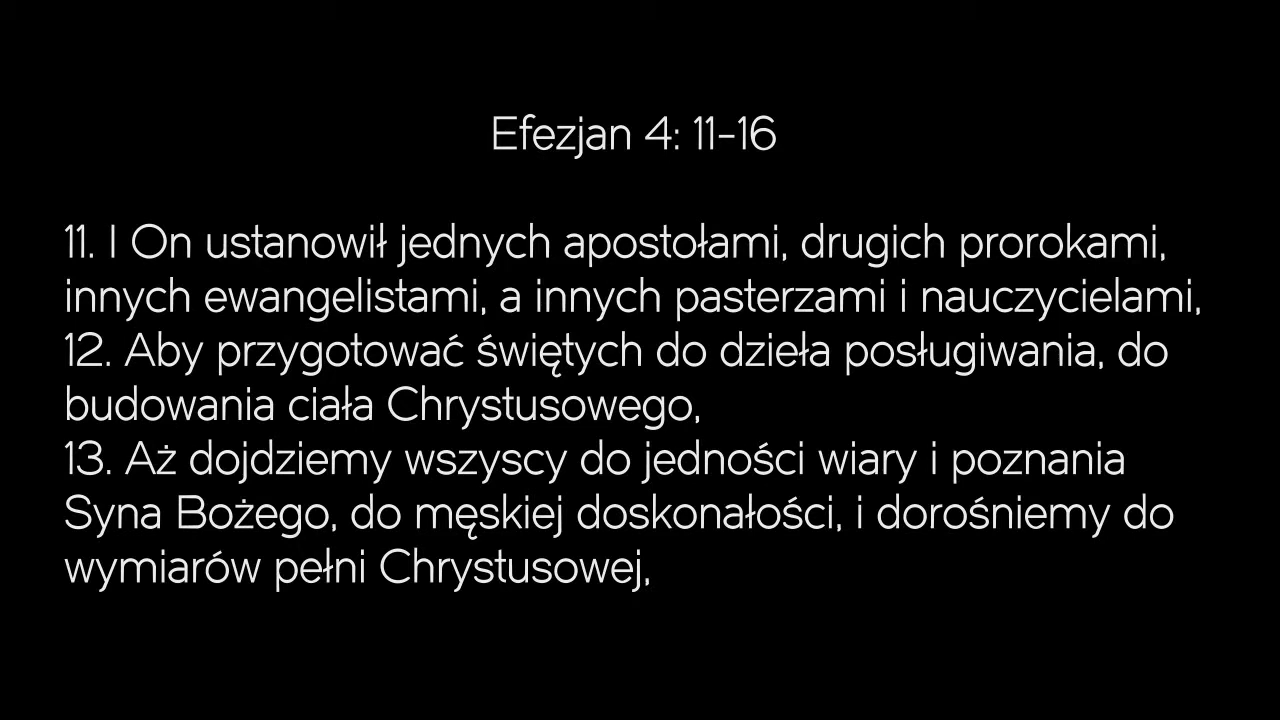 Efezjan 4: 11-16
11. I On ustanowił jednych apostołami, drugich prorokami,
innych ewangelistami, a innych pasterzami i nauczycielami,
12. Aby przygotować świętych do dzieła posługiwania, do
budowania ciała Chrystusowego,
13. Aż dojdziemy wszyscy do jedności wiary i poznania
Syna Bożego, do męskiej doskonałości, i dorośniemy do
wymiarów pełni Chrystusowej,